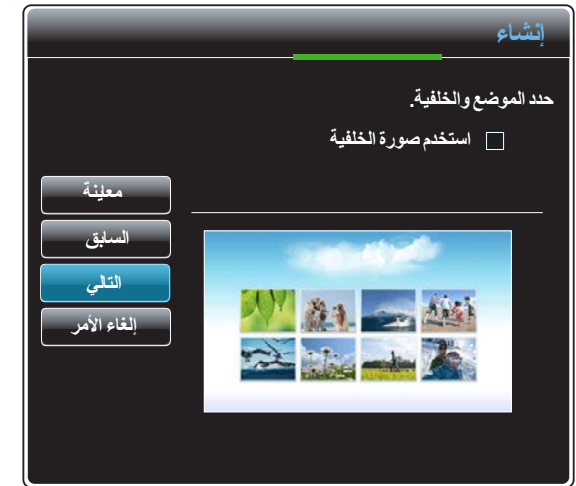 إنشاء
حدد الموضع والخلفية.
استخدم صورة الخلفية
معاينة
السابق
التالي
إلغاء الأمر